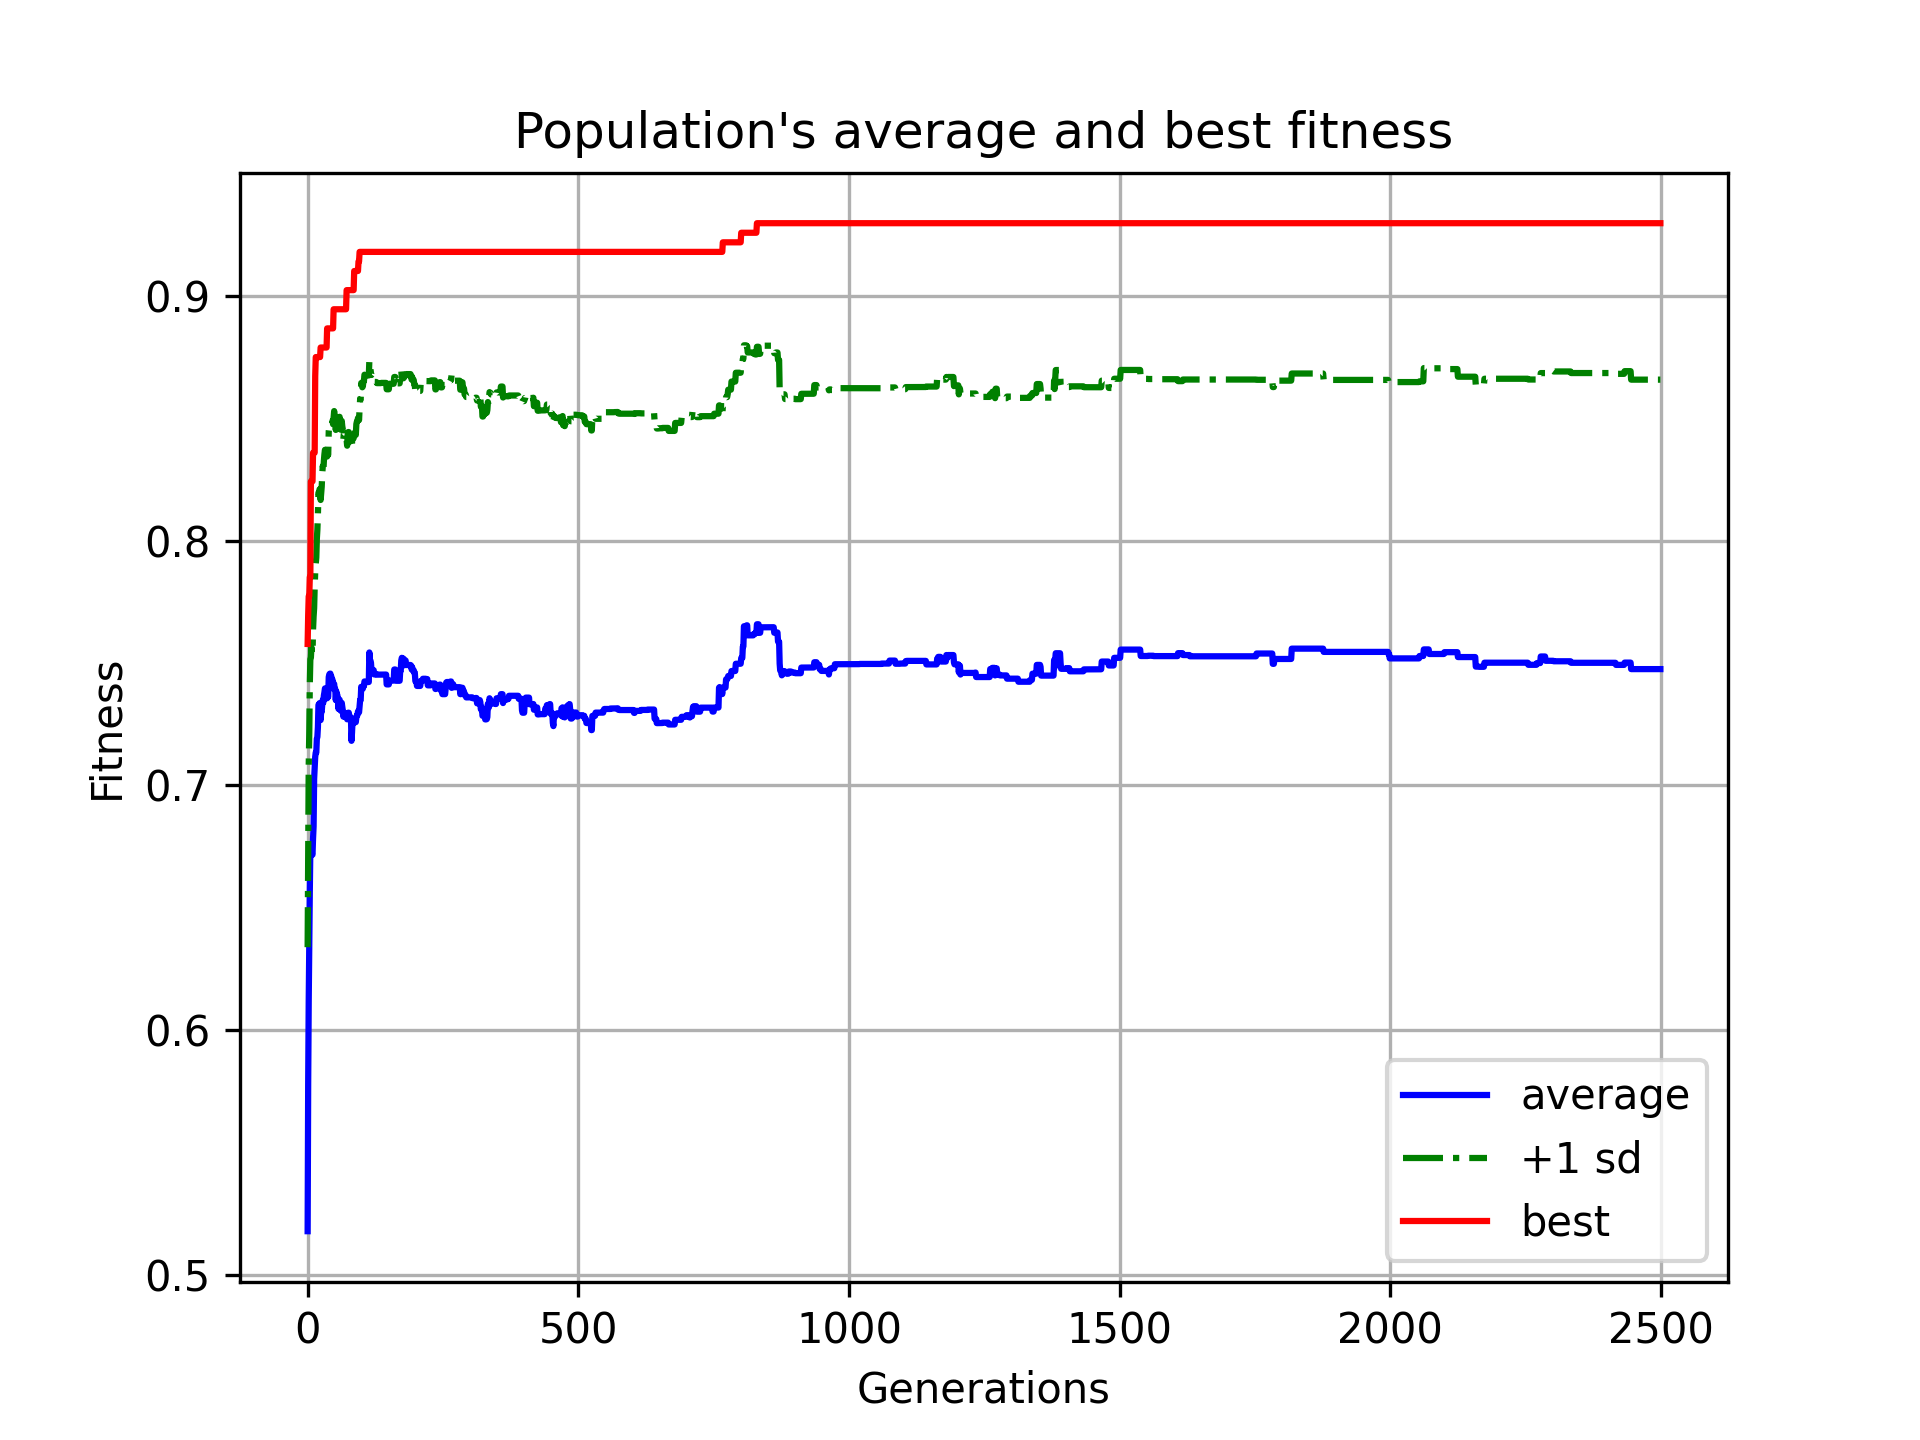 Population's average and best fitness
Fitness
0.9
0.8
0.7
0.6
0.5
0 500 1000 1500 2000 2500
Generations
average
+1 sd
best